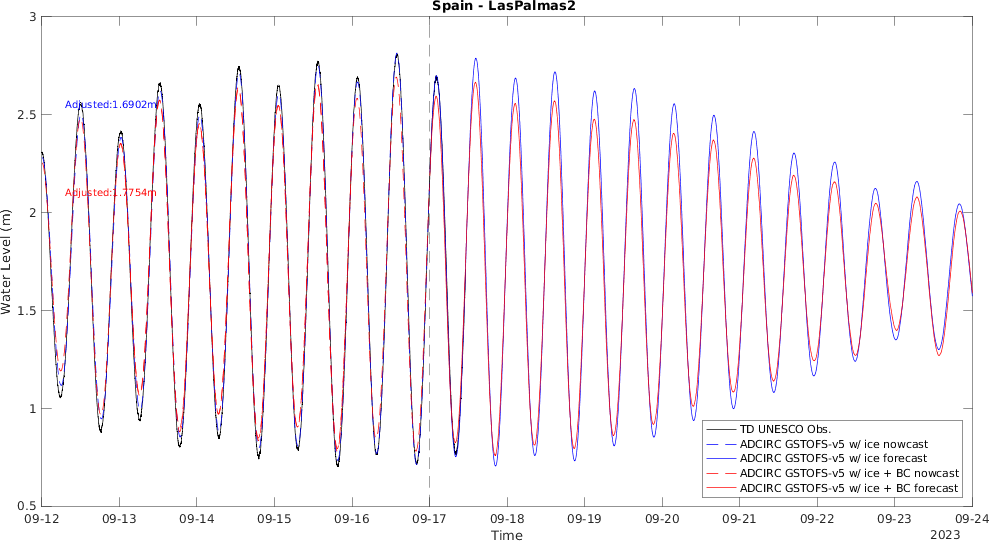 Spain - LasPalmas2
3
2.5
2
1.5
1
0.5
Water Level (m)
Adjusted:1.6902m
Adjusted:1.7754m
TD UNESCO Obs.
ADCIRC GSTOFS-v5 w/ ice nowcast
ADCIRC GSTOFS-v5 w/ ice forecast
ADCIRC GSTOFS-v5 w/ ice + BC nowcast
ADCIRC GSTOFS-v5 w/ ice + BC forecast
09-12 09-13 09-14 09-15 09-16 09-17 09-18 09-19 09-20 09-21 09-22 09-23 09-24
Time
2023